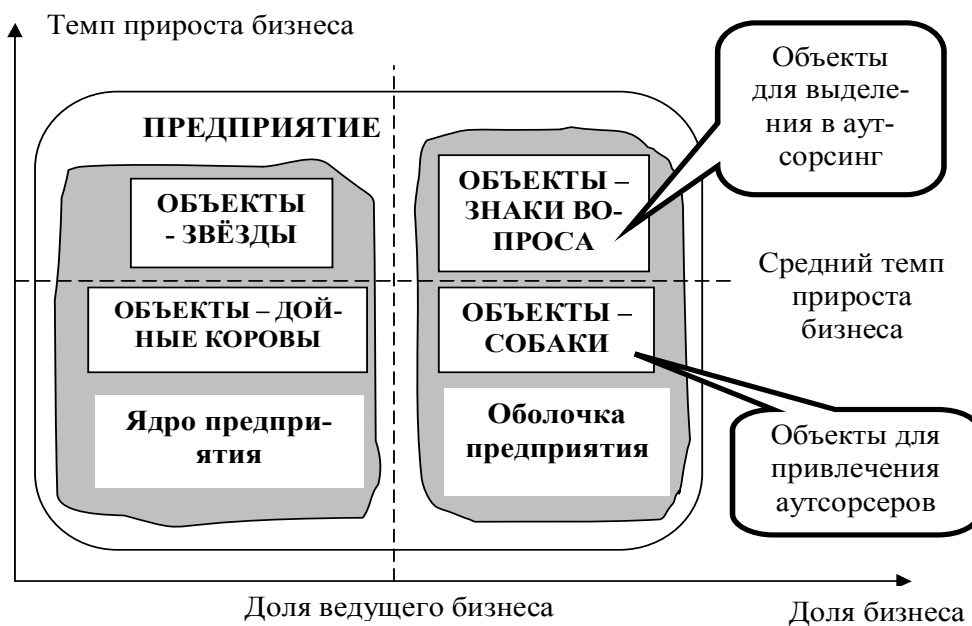 Темп прироста бизнеса
Объекты
для выделе-
ния в аут-
сорсинг
ПРЕДПРИЯТИЕ
ОБЪЕКТЫ
- ЗВЁЗДЫ
ОБЪЕКТЫ –
ЗНАКИ ВО-
ПРОСА
Средний темп
прироста
бизнеса
ОБЪЕКТЫ – ДОЙ-
НЫЕ КОРОВЫ
ОБЪЕКТЫ –
СОБАКИ
Ядро предпри-
ятия
Оболочка
предприятия
Объекты для
привлечения
аутсорсеров
Доля ведущего бизнеса
Доля бизнеса